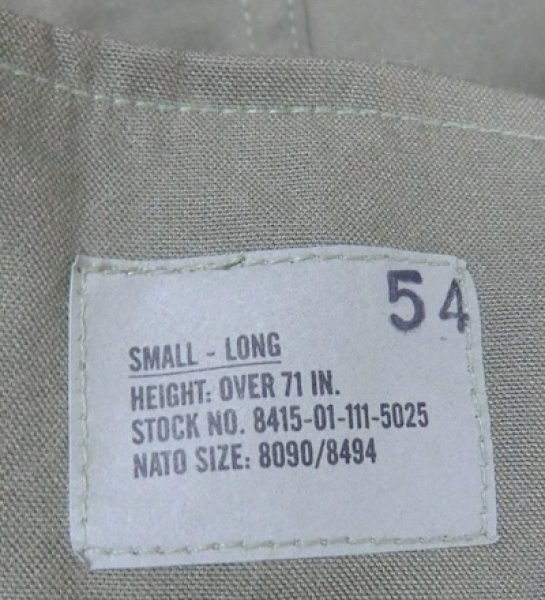 54
SMALL - LONG
HEIGHT: OVER 71 IN.
STOCK NO. 8415-01-111-5025
NATO SIZE: 8090/8494